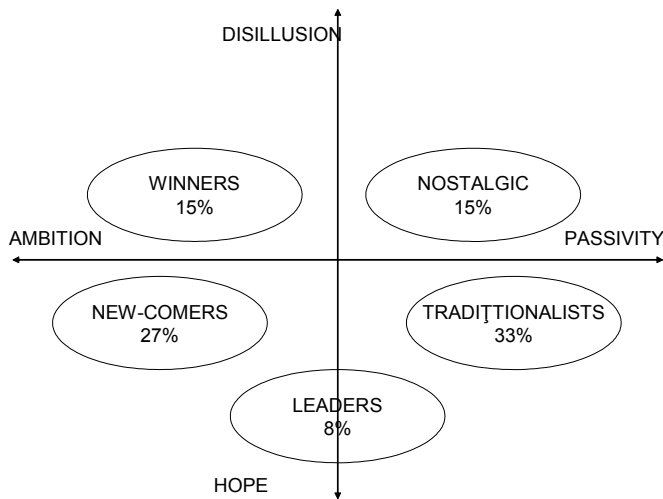 DISILLUSION
WINNERS
15%
NOSTALGIC
15%
AMBITION
PASSIVITY
NEW-COMERS
27%
TRADIŢTIONALISTS
33%
LEADERS
8%
HOPE